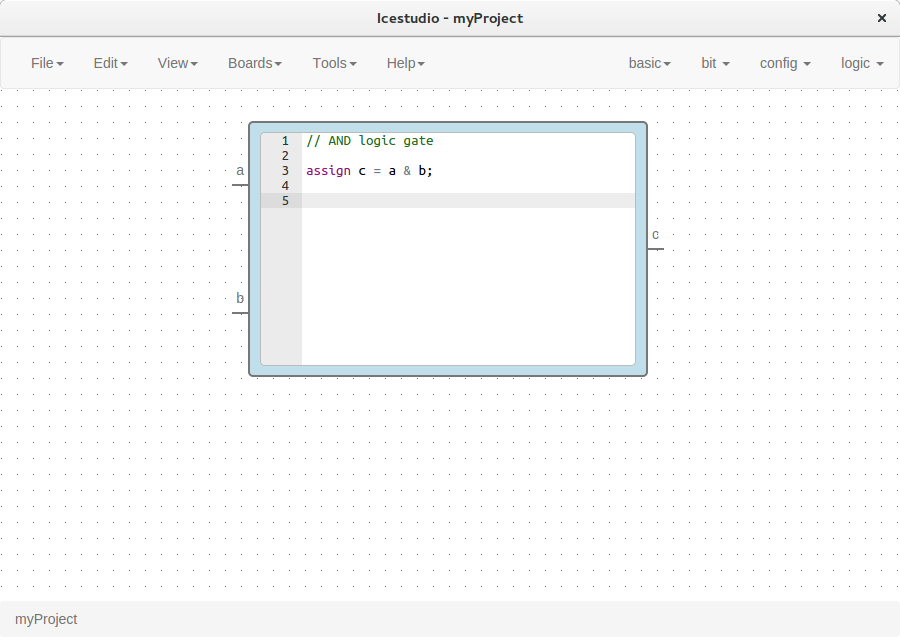 Icestudio - myProject
File Edit View Boards Tools Help basic bit config logic
1 // AND logic gate
2
a
3 assign c = a & b;
4
5
c
b
myProject